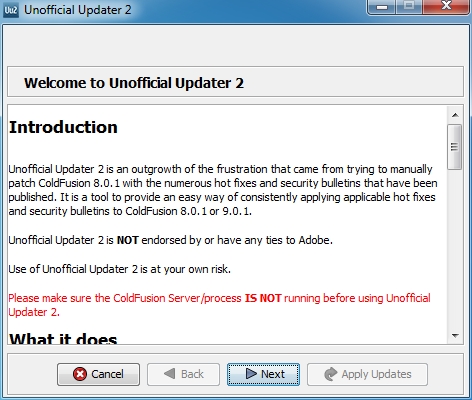 Unofficial Updater 2
Welcome to Unofficial Updater 2
Introduction
Unofficial Updater 2 is an outgrowth of the frustration that came from trying to manually
patch ColdFusion 8.0.1 with the numerous hot fixes and security bulletins that have been
published. It is a tool to provide an easy way of consistently applying applicable hot fixes
and security bulletins to ColdFusion 8.0.1 or 9.0.1.
Unofficial Updater 2 is NOT endorsed by or have any ties to Adobe.
Use of Unofficial Updater 2 is at your own risk.
Please make sure the ColdFusion Server/process IS NOT running before using Unofficial
Updater 2.
What it does
Cancel Back Next Apply Updates